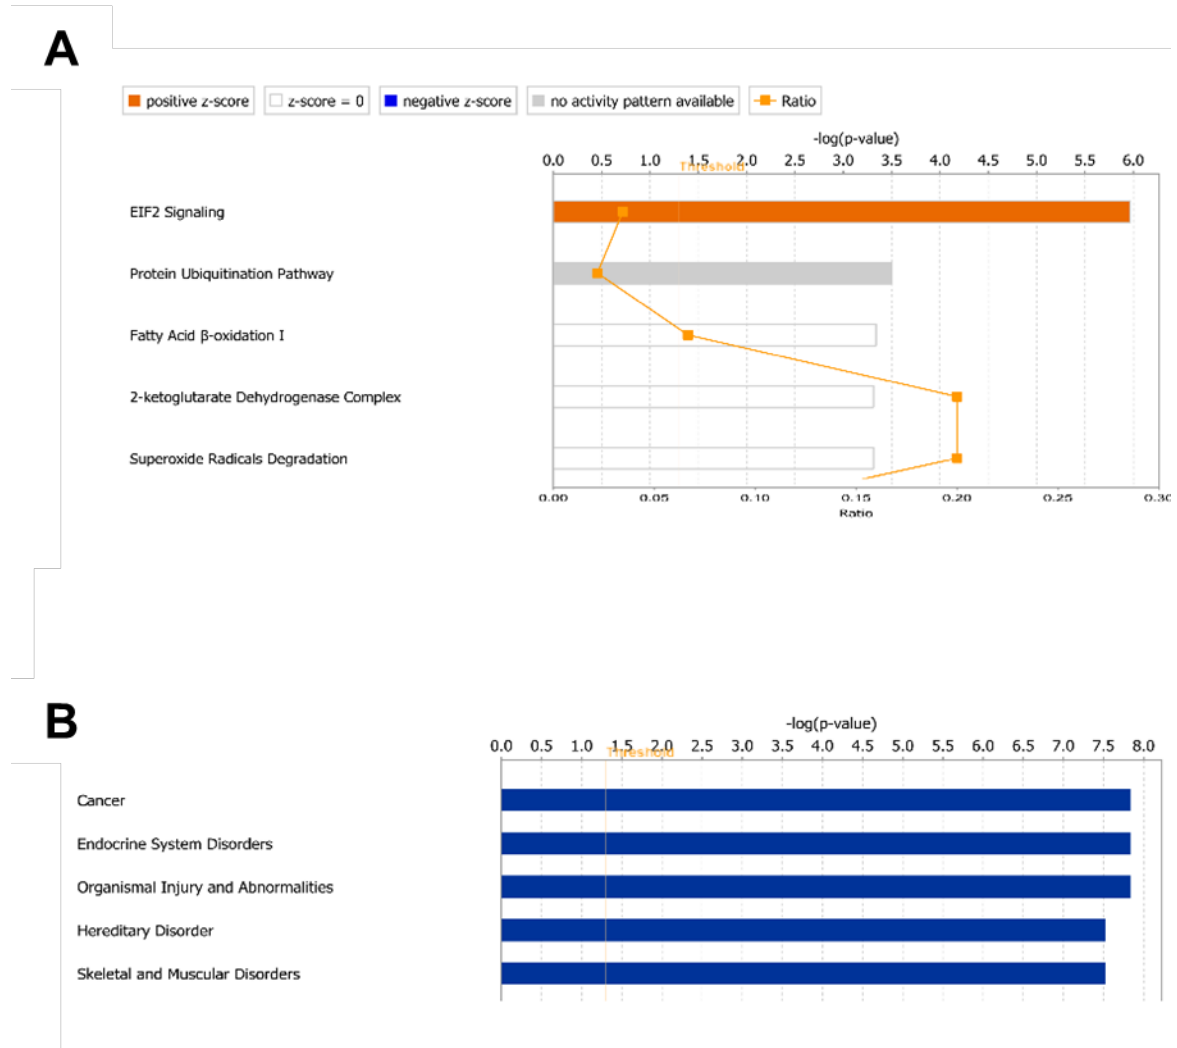 A
positive z-score z-score = 0 negative z-score no activity pattern available Ratio
-log(p-value)
0.0 0.5 1.0 1.5 2.0 2.5 3.0 3.5 4.0 4.5 5.0 5.5 6.0
Threshold
EIF2 Signaling
Protein Ubiquitination Pathway
Fatty Acid β-oxidation I
2-ketoglutarate Dehydrogenase Complex
Superoxide Radicals Degradation
0.00 0.05 0.10 0.15 0.20 0.25 0.30
Ratio
B
-log(p-value)
0.0 0.5 1.0 1.5 2.0 2.5 3.0 3.5 4.0 4.5 5.0 5.5 6.0 6.5 7.0 7.5 8.0
Threshold
Cancer
Endocrine System Disorders
Organismal Injury and Abnormalities
Hereditary Disorder
Skeletal and Muscular Disorders